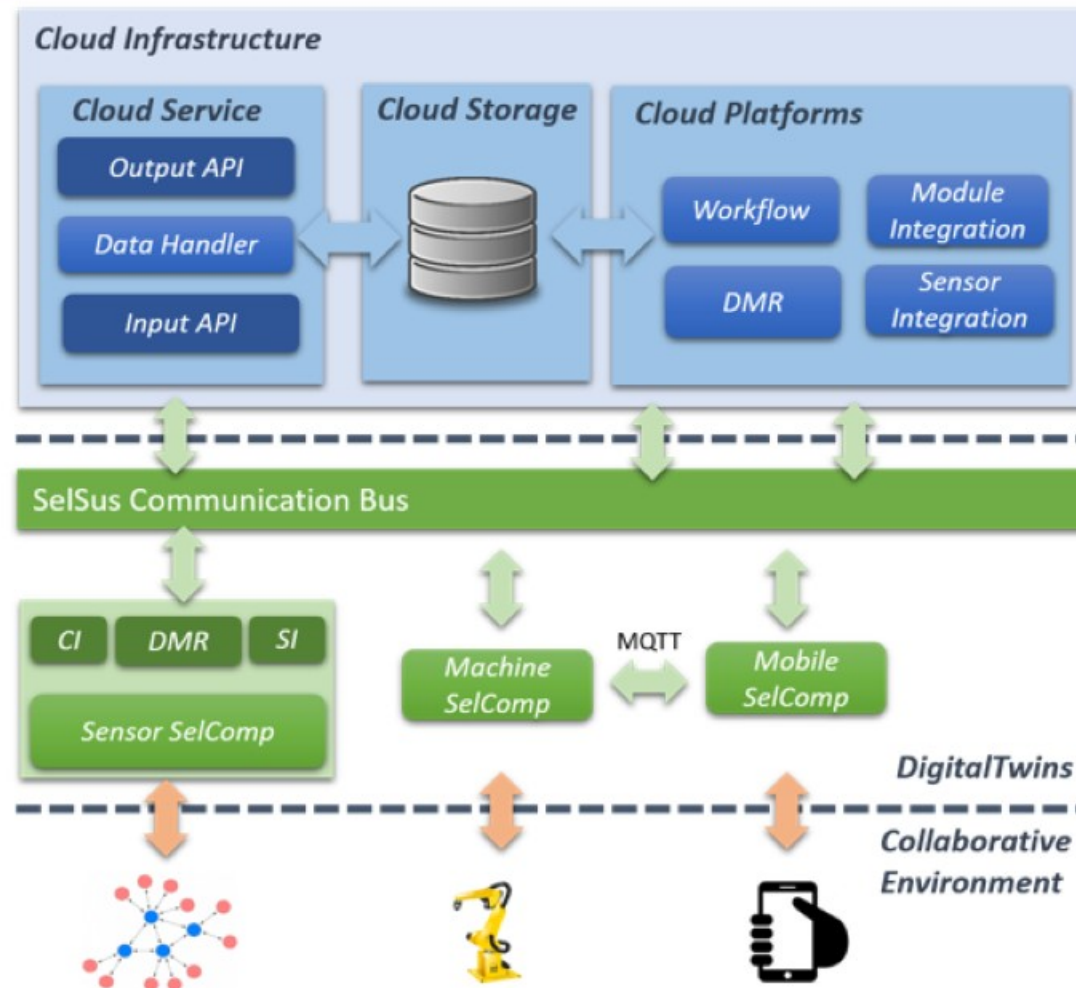 Cloud Infrastructure
Cloud Service
Output API
Data Handler
Input API
Cloud Storage
Cloud Platforms
Workflow
Module
Integration
DMR
Sensor
Integration
SelSus Communication Bus
CI
DMR
SI
Sensor SelComp
Machine
SelComp
MQTT
Mobile
SelComp
DigitalTwins
Collaborative
Environment